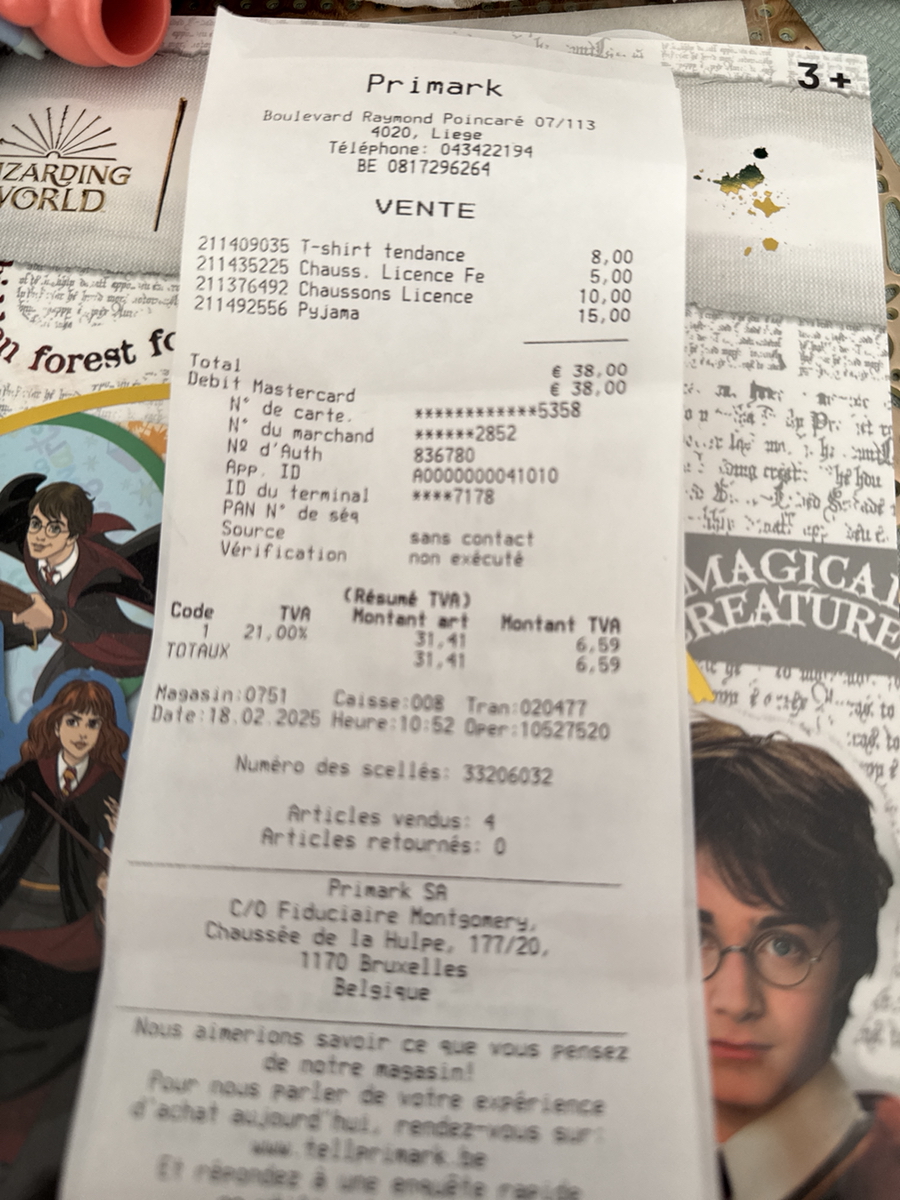 3+
WIZARDING
WORLD
Primark
Boulevard Raymond Poincaré 07/113
4020, Liege
Téléphone: 043422194
BE 0817296264
VENTE
211409035 T-shirt tendance 8,00
211435225 Chauss. Licence Fe 5,00
211376492 Chaussons Licence 10,00
211492556 Pyjama 15,00
Total € 38,00
Debit Mastercard € 38,00
N° de carte. ************5358
N° du marchand ******2852
Nº d'Auth 836780
App. ID A0000000041010
ID du terminal ****7178
PAN N° de séq
Source sans contact
Vérification non exécuté
(Résumé TVA)
Code TVA Montant art Montant TVA
1 21,00% 31,41 6,59
TOTAUX 31,41 6,59
Magasin:0751 Caisse:008 Tran:020477
Date:18.02.2025 Heure:10:52 Oper:10527520
Numéro des scellés: 33206032
Articles vendus: 4
Articles retournés: 0
Primark SA
C/O Fiduciaire Montgomery,
Chaussée de la Hulpe, 177/20,
1170 Bruxelles
Belgique
Nous aimerions savoir ce que vous pensez
de notre magasin!
Pour nous parler de votre expérience
d'achat aujourd'hui, rendez-vous sur:
www.tellprimark.be
Et répondez à une enquête rapide
forest
MAGICAL
CREATURE